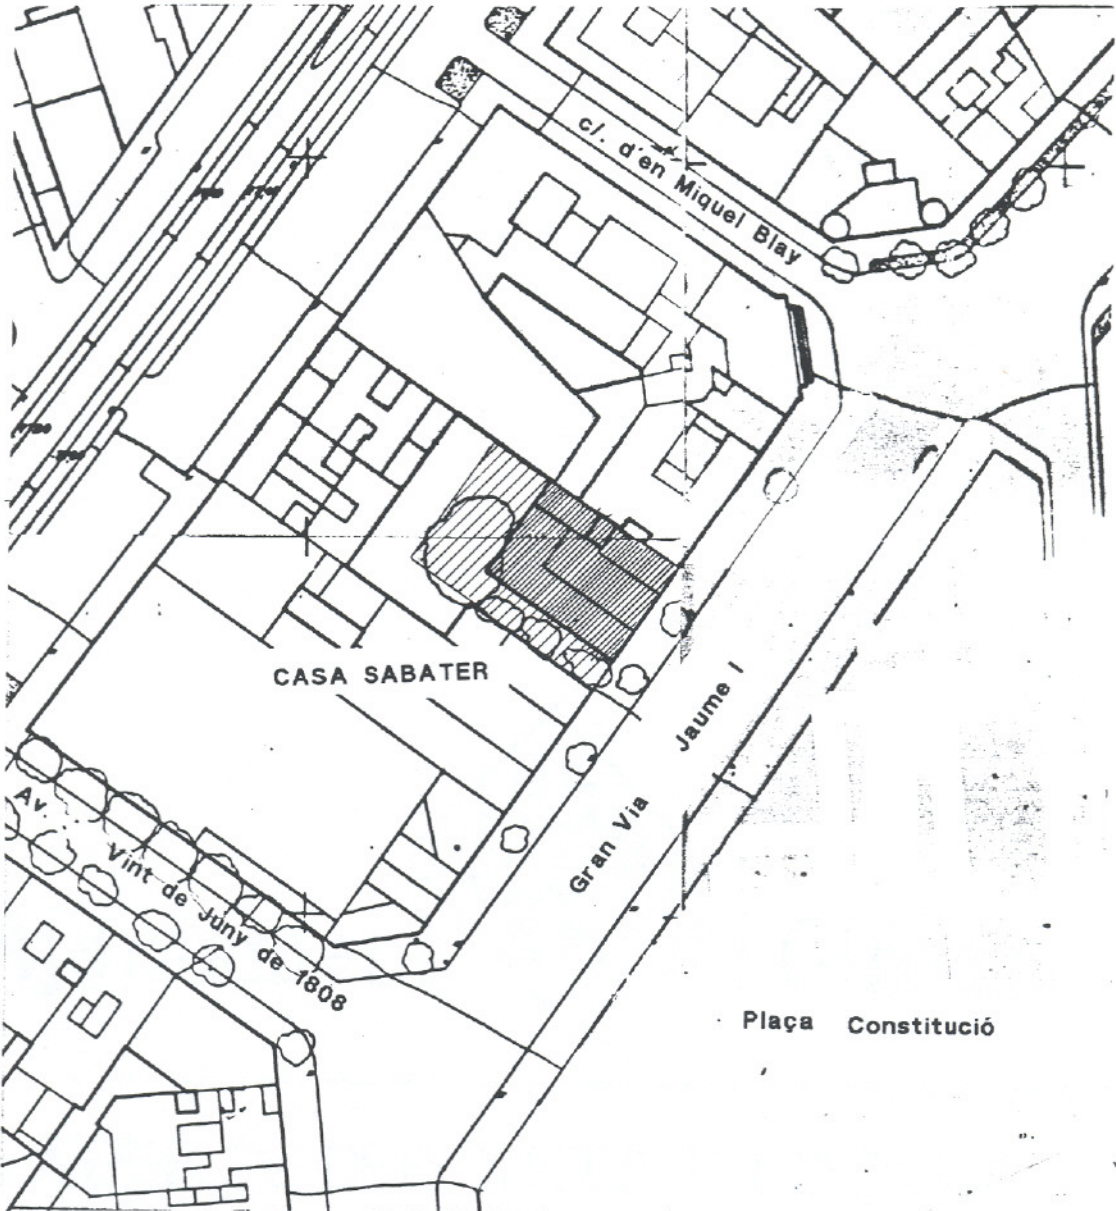 c/. d'en Miquel Blay
CASA SABATER
Gran Via Jaume I
Av. Vint de Juny de 1808
Plaça Constitució